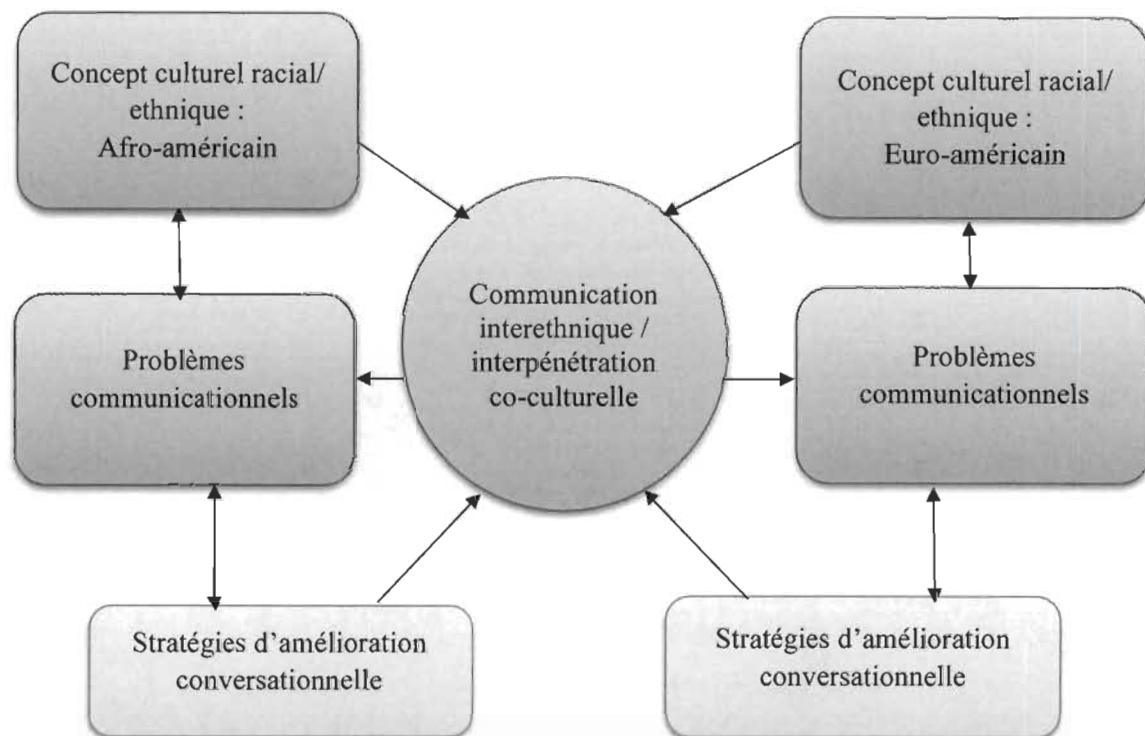 Concept culturel racial/
ethnique :
Afro-américain
Concept culturel racial/
ethnique :
Euro-américain
Communication
interethnique /
interpénétration
co-culturelle
Problèmes
communicationnels
Problèmes
communicationnels
Stratégies d'amélioration
conversationnelle
Stratégies d'amélioration
conversationnelle